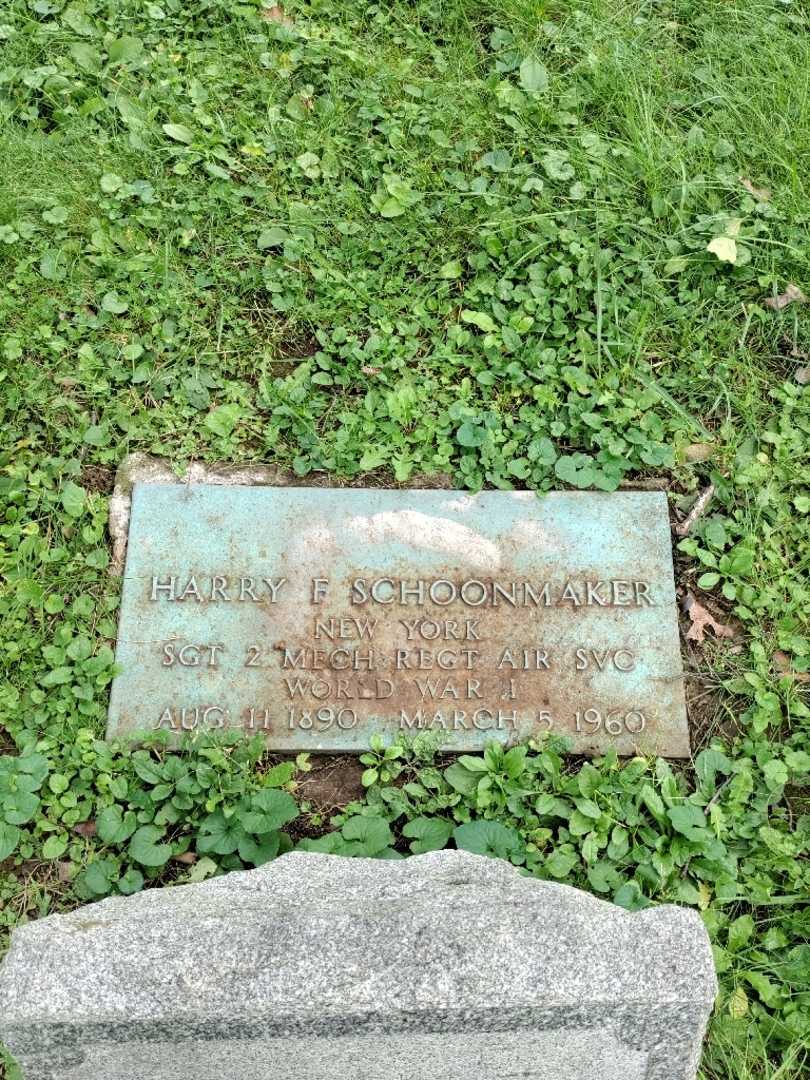 HARRY F SCHOONMAKER
NEW YORK
SGT 2 MECH REGT AIR SVC
WORLD WAR I
AUG 11 1890 MARCH 5 1960